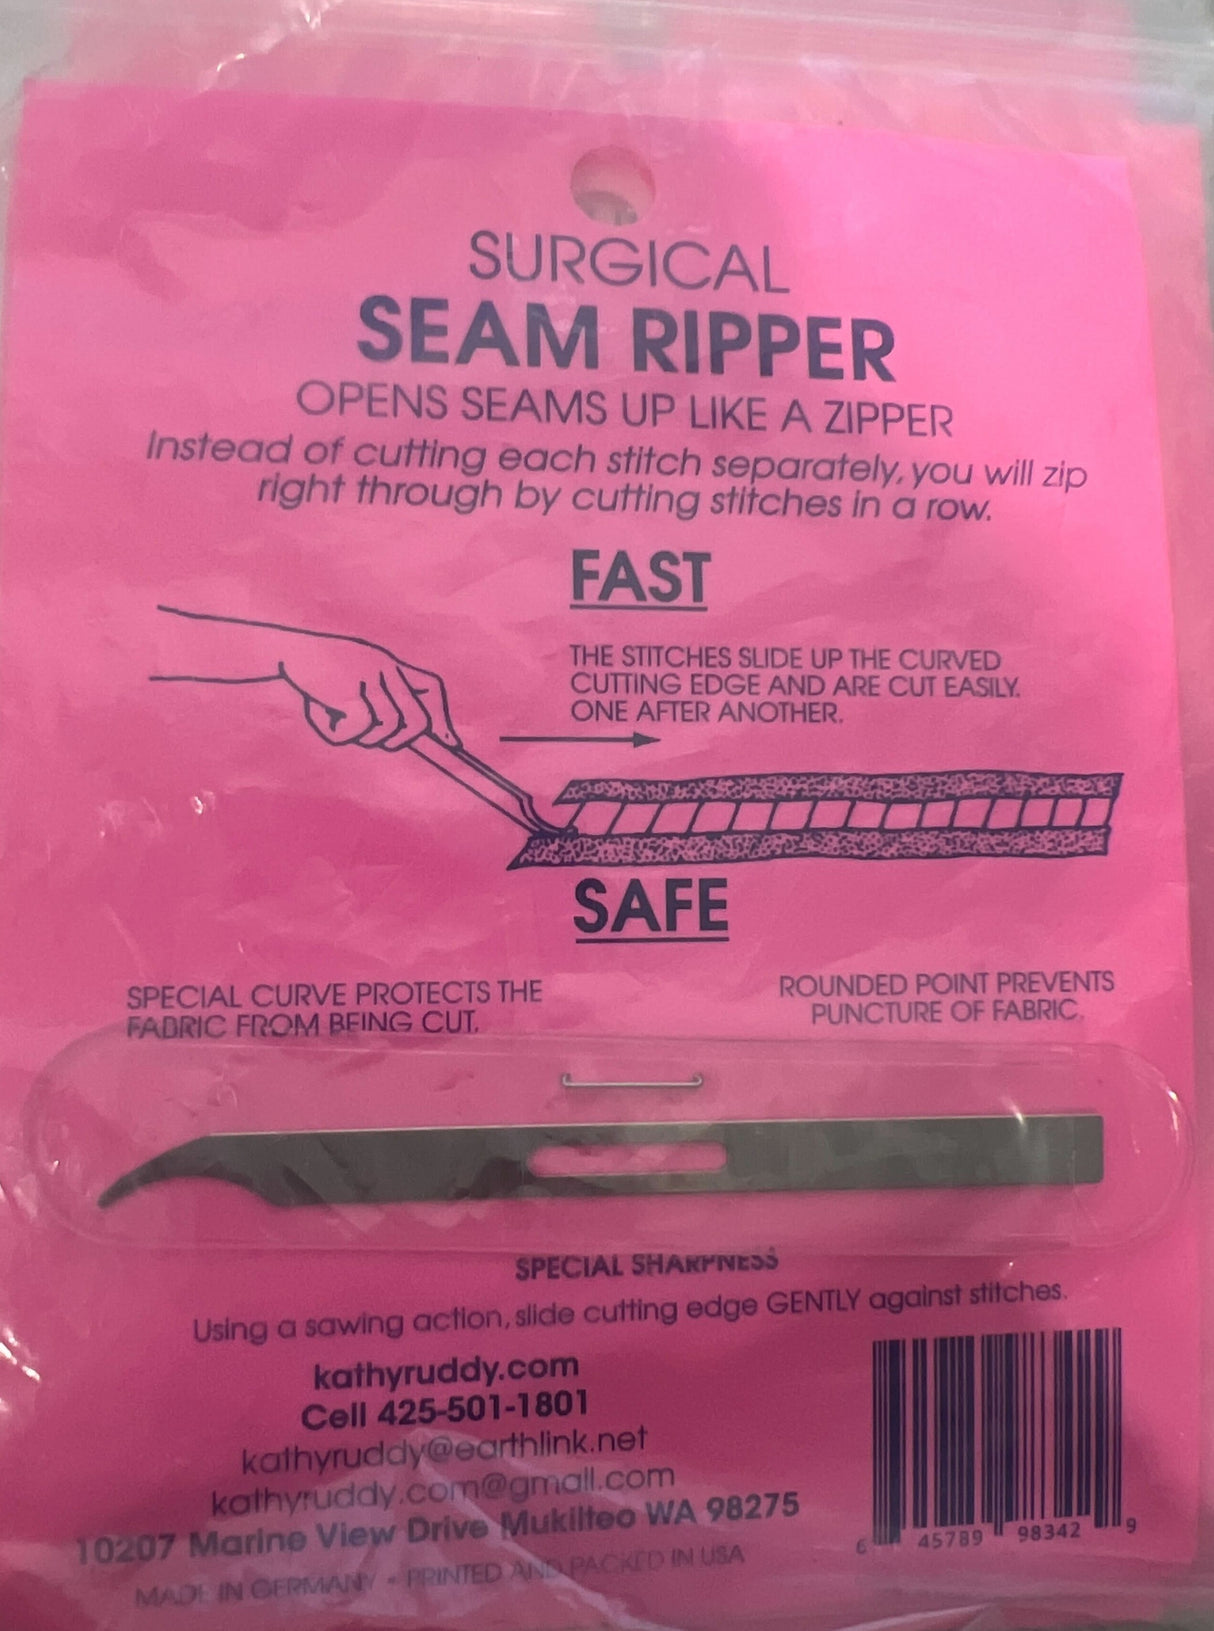 SURGICAL
SEAM RIPPER
OPENS SEAMS UP LIKE A ZIPPER
Instead of cutting each stitch separately, you will zip
right through by cutting stitches in a row.
FAST
THE STITCHES SLIDE UP THE CURVED
CUTTING EDGE AND ARE CUT EASILY.
ONE AFTER ANOTHER.
SAFE
SPECIAL CURVE PROTECTS THE
FABRIC FROM BEING CUT.
ROUNDED POINT PREVENTS
PUNCTURE OF FABRIC.
SPECIAL SHARPNESS
Using a sawing action, slide cutting edge GENTLY against stitches.
kathyruddy.com
Cell 425-501-1801
kathyruddy@earthlink.net
kathyruddy.com@gmail.com
10207 Marine View Drive Mukilteo WA 98275
MADE IN GERMANY - PRINTED AND PACKED IN USA
6 45789 98342 9